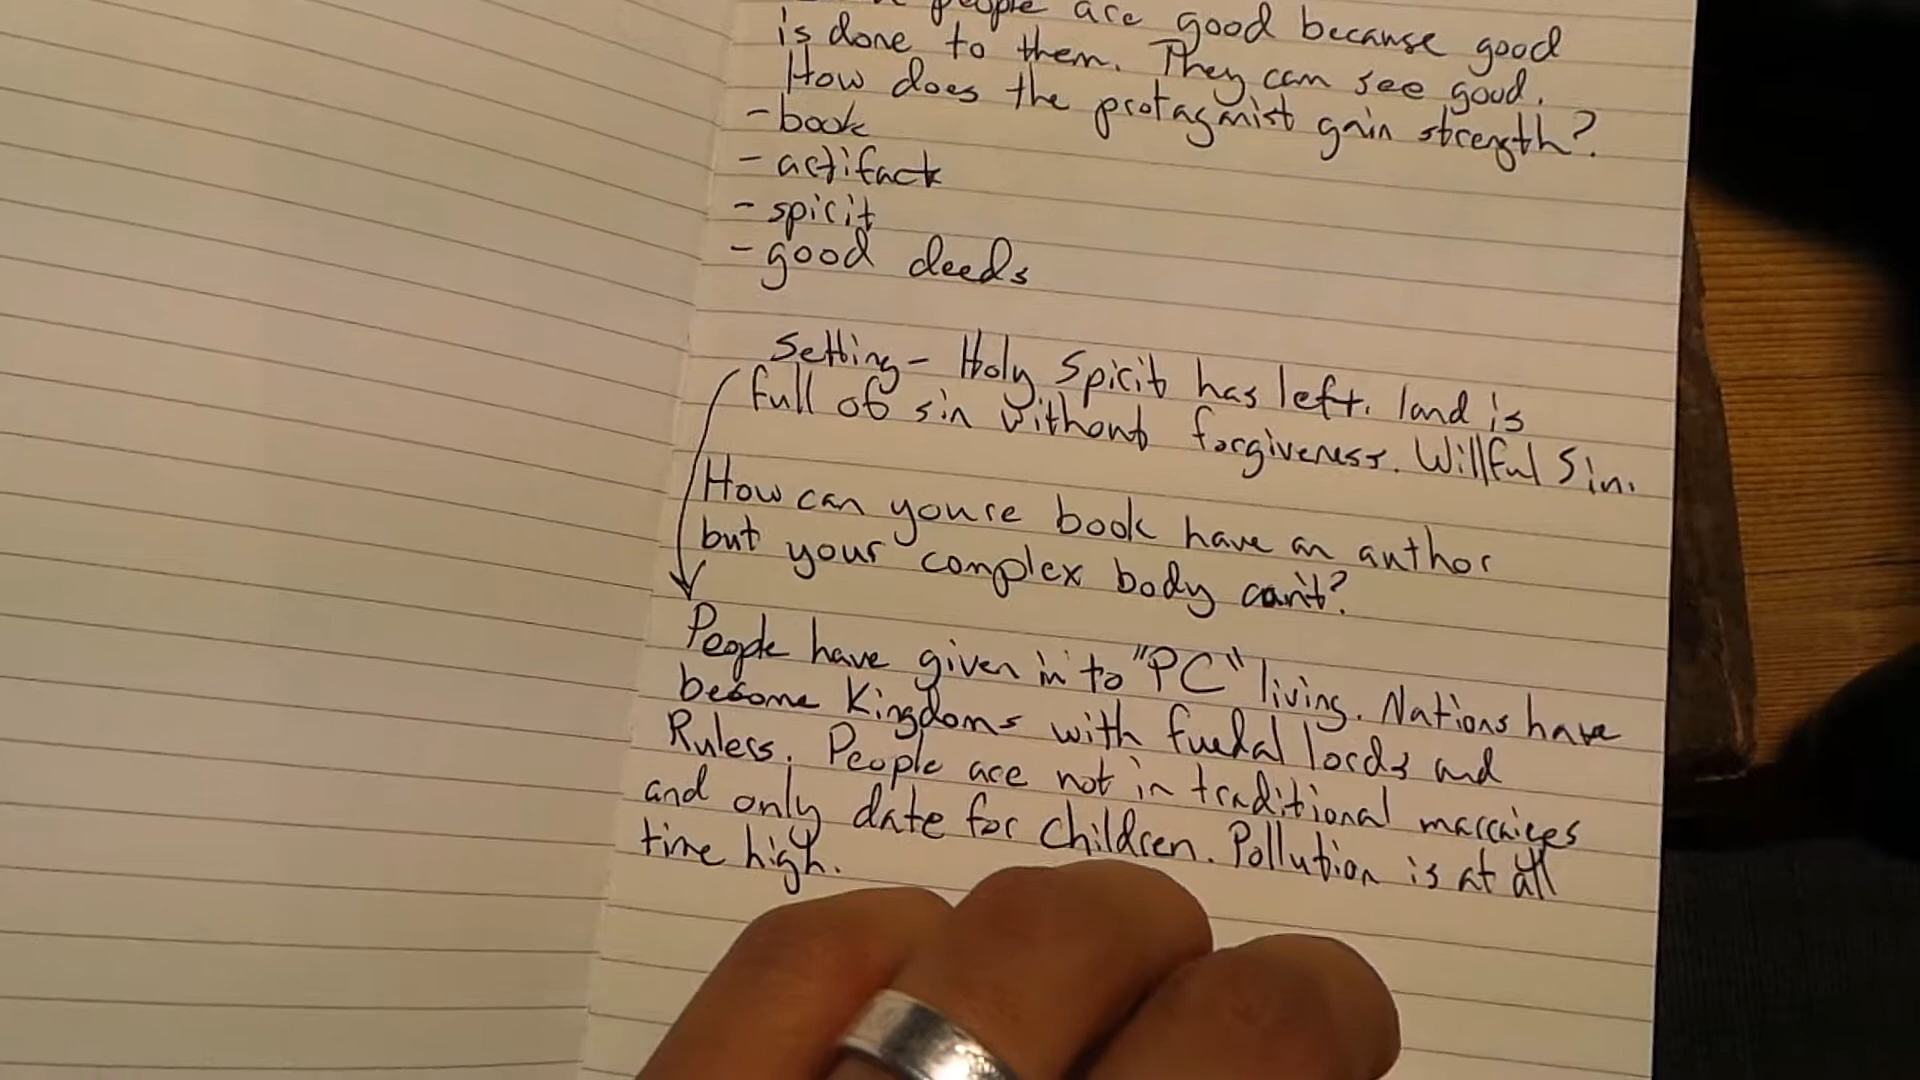 people are good because good
is done to them. They can see good.
How does the protagmist gain strength?
- book
- artifack
- spirit
- good deeds
Setting - Holy Spirit has left. land is
full of sin without forgiveness. Willful Sin.
How can youre book have an author
but your complex body can't?
People have given in to "PC" living. Nations have
become Kingdoms with fuedal lords and
Rulers. People are not in traditional marraiges
and only date for children. Pollution is at all
time high.